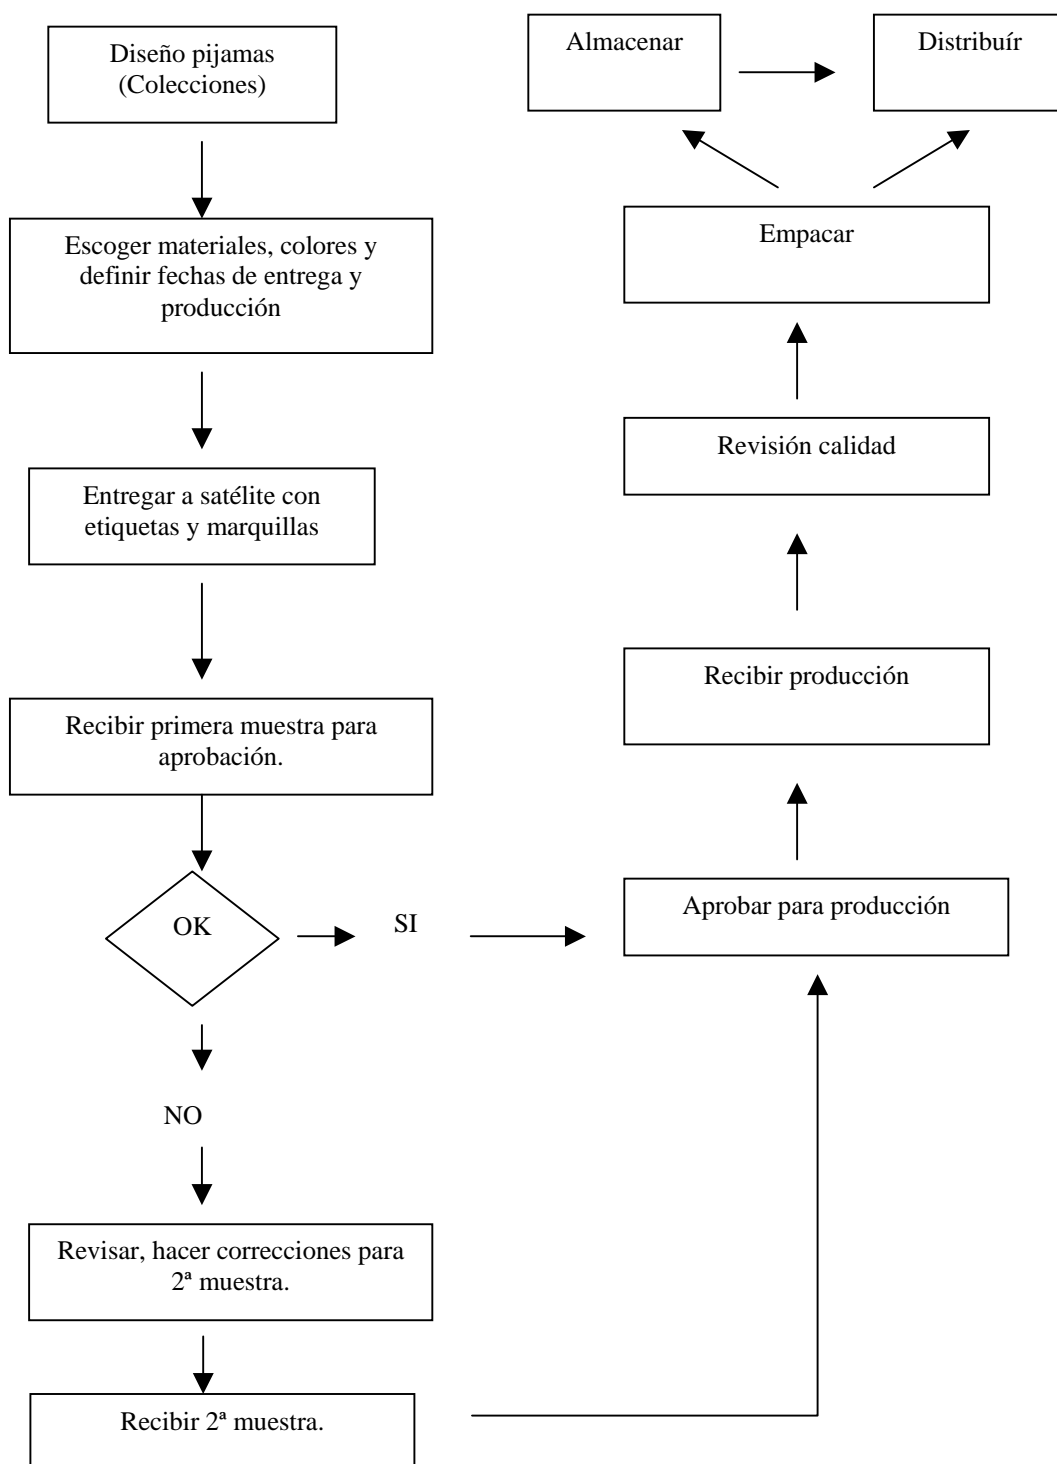 Diseño pijamas
(Colecciones)
Escoger materiales, colores y
definir fechas de entrega y
producción
Entregar a satélite con
etiquetas y marquillas
Recibir primera muestra para
aprobación.
OK
SI
NO
Revisar, hacer correcciones para
2ª muestra.
Recibir 2ª muestra.
Aprobar para producción
Recibir producción
Revisión calidad
Empacar
Almacenar
Distribuír